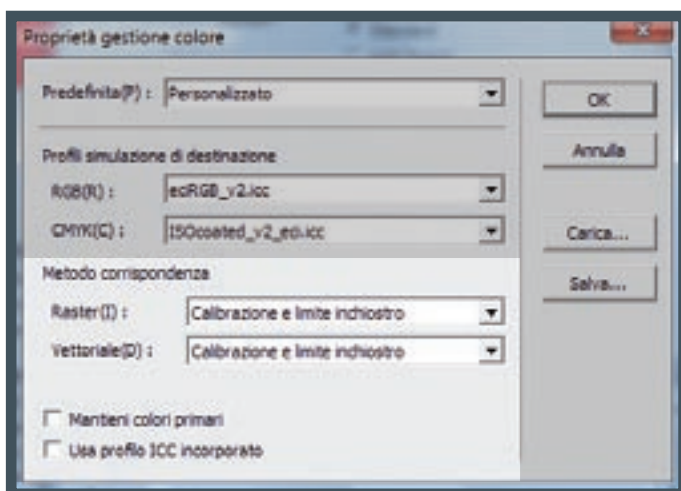 Proprietà gestione colore
Predefinita(P) : Personalizzato
OK
Annulla
Profili simulazione di destinazione
RGB(R) : eciRGB_v2.icc
CMYK(C) : ISOcoated_v2_eci.icc
Carica...
Salva...
Metodo corrispondenza
Raster(I) : Calibrazione e limite inchiostro
Vettoriale(D) : Calibrazione e limite inchiostro
Mantieni colori primari
Usa profilo ICC incorporato